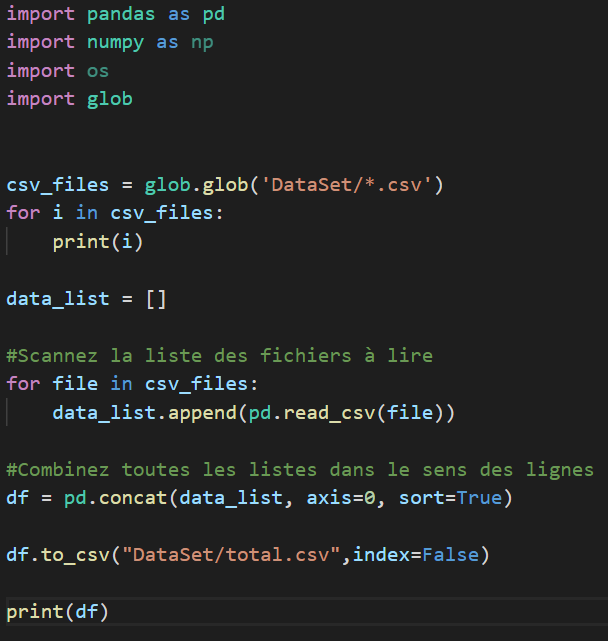 import pandas as pd
import numpy as np
import os
import glob
csv_files = glob.glob('DataSet/*.csv')
for i in csv_files:
    print(i)
data_list = []
#Scannez la liste des fichiers à lire
for file in csv_files:
    data_list.append(pd.read_csv(file))
#Combinez toutes les listes dans le sens des lignes
df = pd.concat(data_list, axis=0, sort=True)
df.to_csv("DataSet/total.csv",index=False)
print(df)